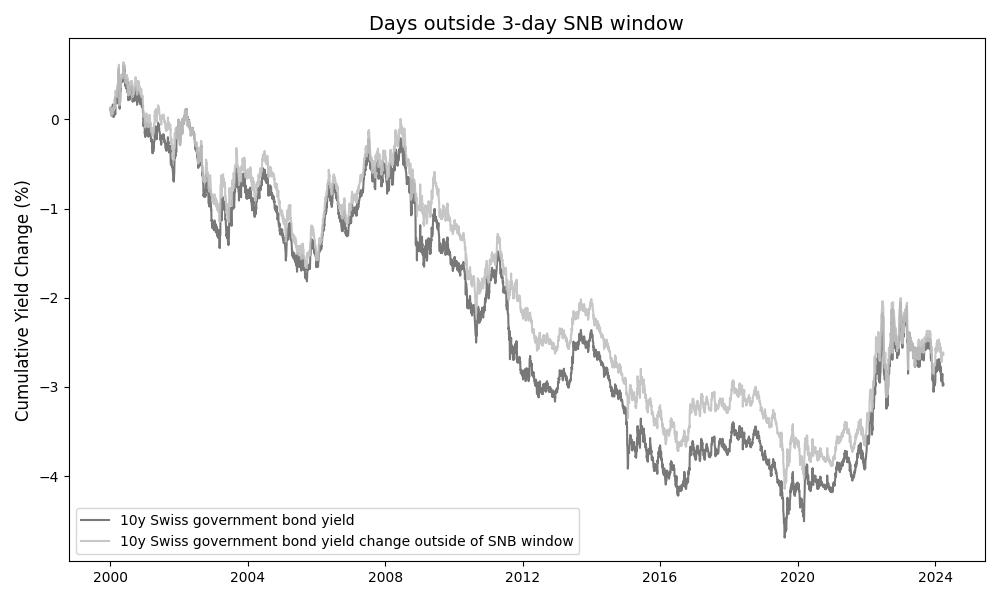 Days outside 3-day SNB window
Cumulative Yield Change (%)
0
−1
−2
−3
−4
10y Swiss government bond yield
10y Swiss government bond yield change outside of SNB window
2000 2004 2008 2012 2016 2020 2024